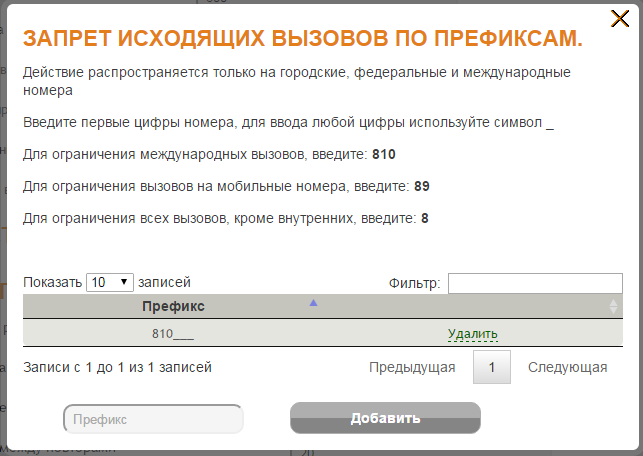 ЗАПРЕТ ИСХОДЯЩИХ ВЫЗОВОВ ПО ПРЕФИКСАМ.
Действие распространяется только на городские, федеральные и международные
номера
Введите первые цифры номера, для ввода любой цифры используйте символ _
Для ограничения международных вызовов, введите: 810
Для ограничения вызовов на мобильные номера, введите: 89
Для ограничения всех вызовов, кроме внутренних, введите: 8
Показать 10 записей Фильтр:
Префикс
810___ Удалить
Записи с 1 до 1 из 1 записей Предыдущая 1 Следующая
Префикс Добавить